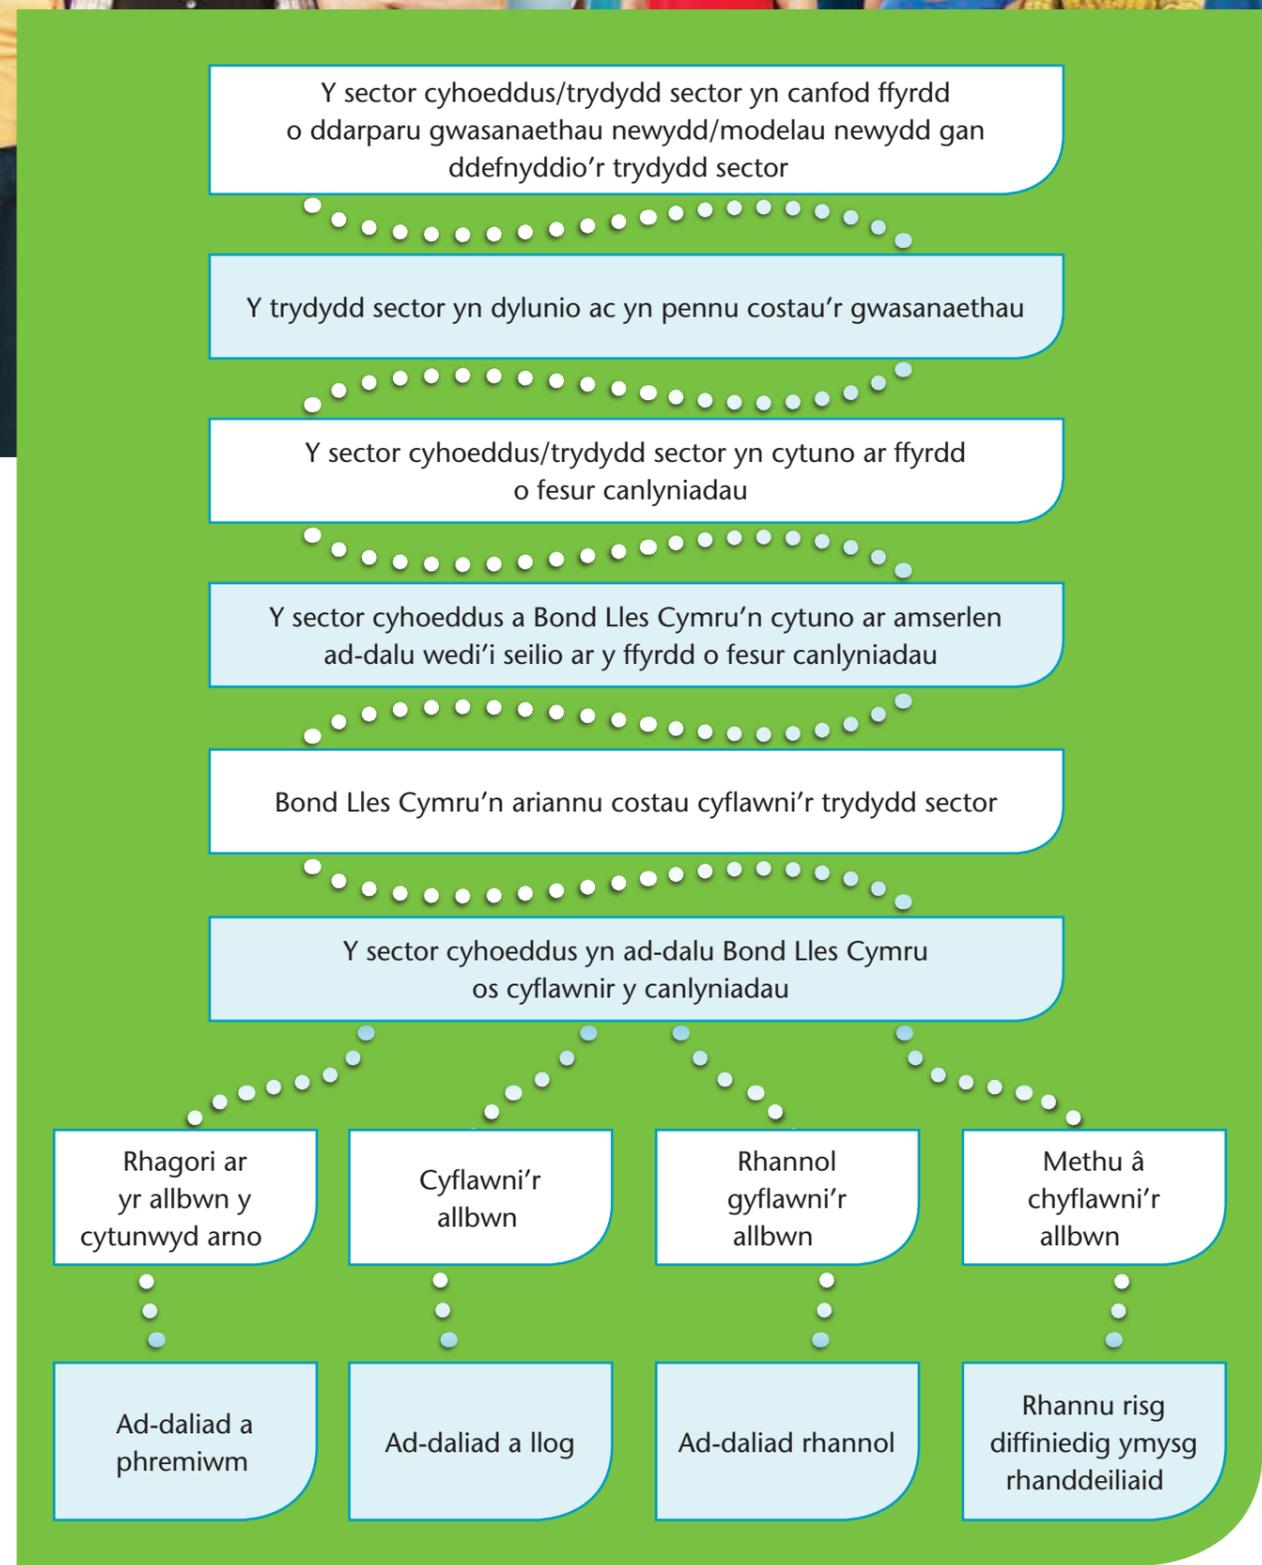 Y sector cyhoeddus/trydydd sector yn canfod ffyrdd
o ddarparu gwasanaethau newydd/modelau newydd gan
ddefnyddio’r trydydd sector
Y trydydd sector yn dylunio ac yn pennu costau’r gwasanaethau
Y sector cyhoeddus/trydydd sector yn cytuno ar ffyrdd
o fesur canlyniadau
Y sector cyhoeddus a Bond Lles Cymru’n cytuno ar amserlen
ad-dalu wedi’i seilio ar y ffyrdd o fesur canlyniadau
Bond Lles Cymru’n ariannu costau cyflawni’r trydydd sector
Y sector cyhoeddus yn ad-dalu Bond Lles Cymru
os cyflawnir y canlyniadau
Rhagori ar
yr allbwn y
cytunwyd arno
Cyflawni’r
allbwn
Rhannol
gyflawni’r
allbwn
Methu â
chyflawni’r
allbwn
Ad-daliad a
phremiwm
Ad-daliad a llog
Ad-daliad rhannol
Rhannu risg
diffiniedig ymysg
rhanddeiliaid